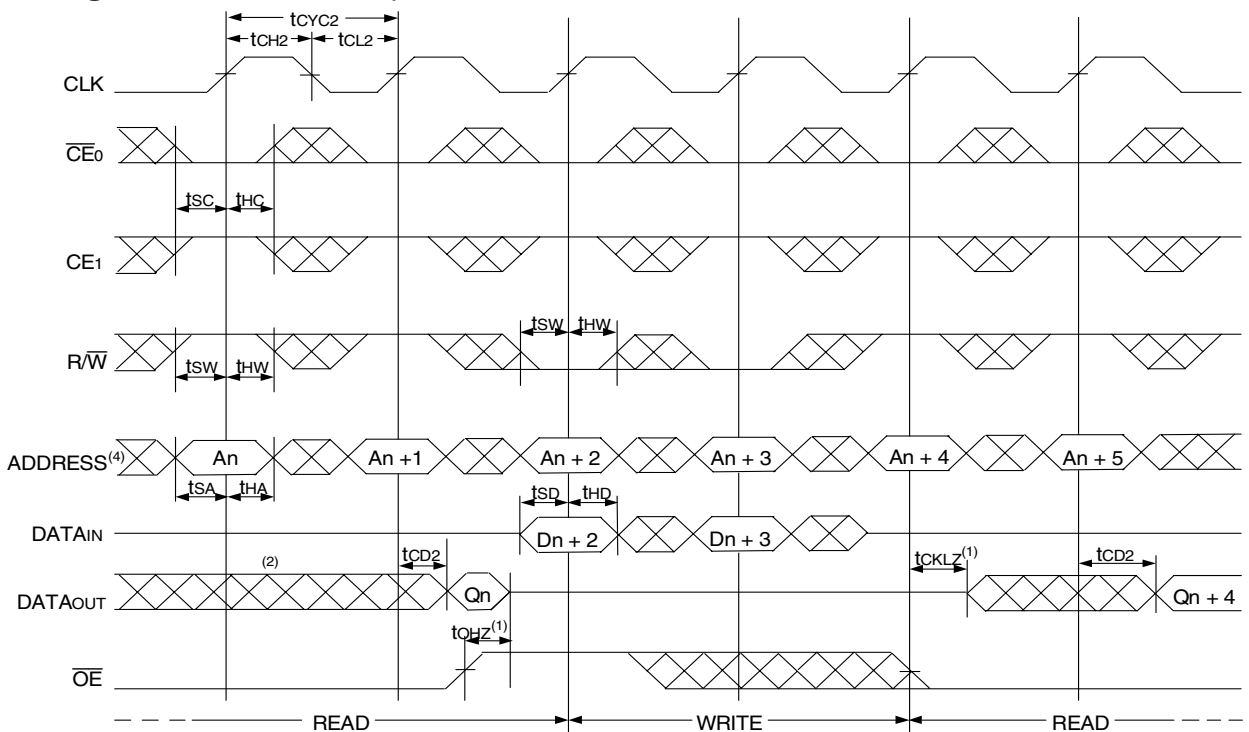 tCYC2
tCH2 tCL2
CLK
CE0
tSC tHC
CE1
tSW tHW
R/W
tSW tHW
ADDRESS(4) An An +1 An + 2 An + 3 An + 4 An + 5
tSA tHA
tSD tHD
DATAIN Dn + 2 Dn + 3
(2) tCD2 tCKLZ(1) tCD2
DATAOUT Qn Qn + 4
tOHZ(1)
OE
READ WRITE READ